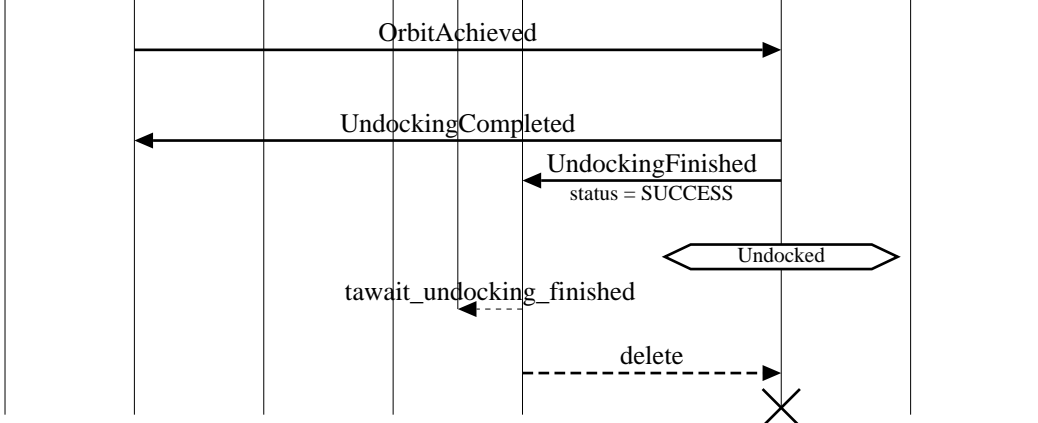 OrbitAchieved
UndockingCompleted
UndockingFinished
status = SUCCESS
Undocked
tawait_undocking_finished
delete